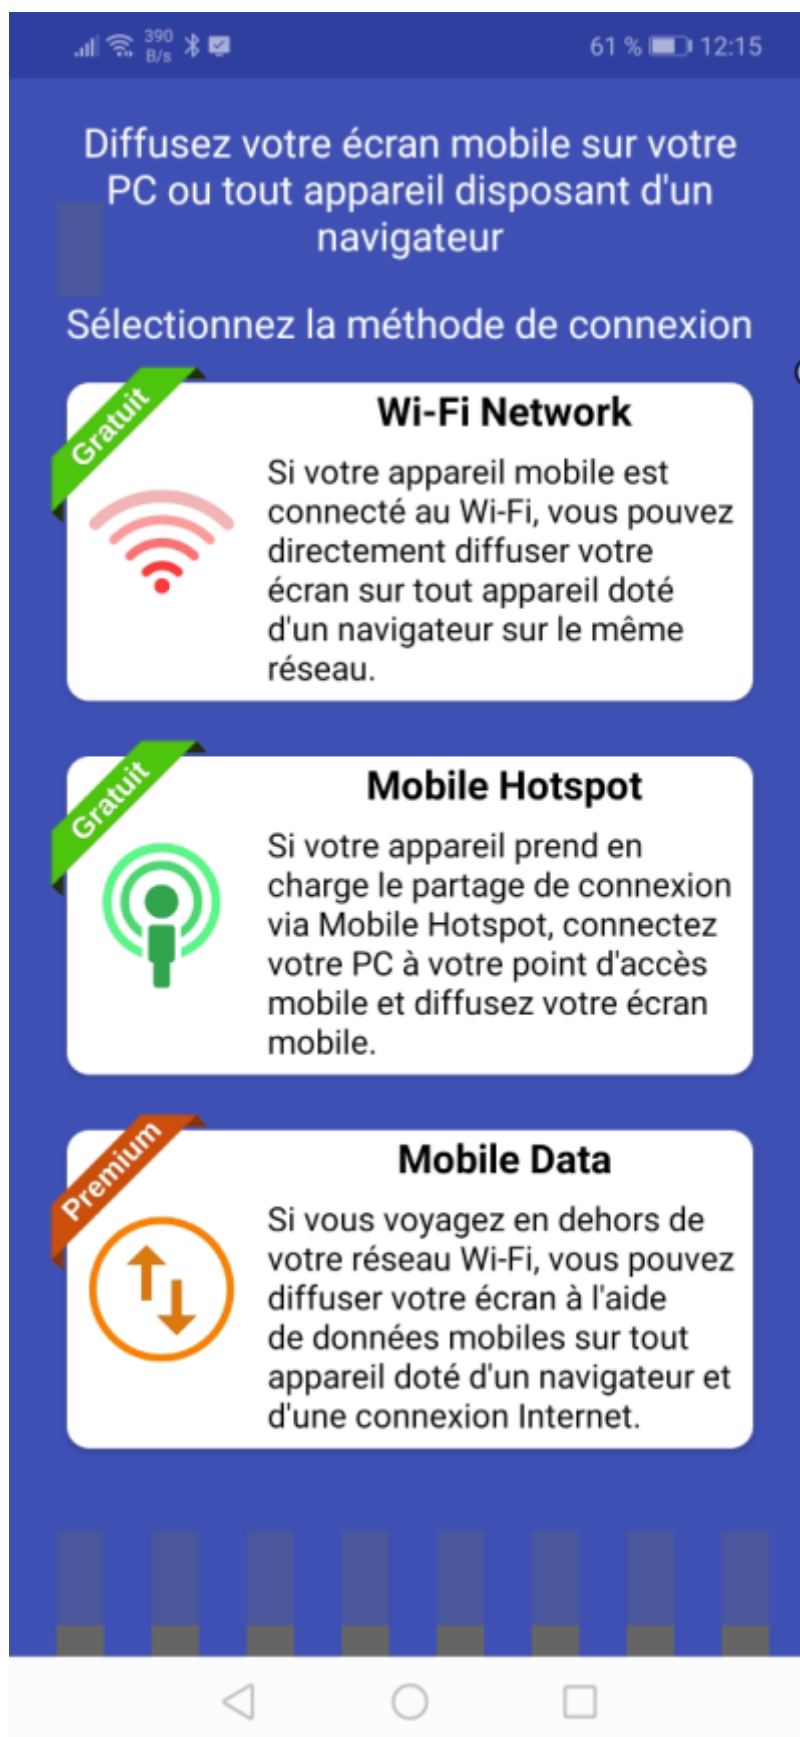 390
B/s
61 % 12:15
Diffusez votre écran mobile sur votre
PC ou tout appareil disposant d'un
navigateur
Sélectionnez la méthode de connexion
Gratuit
Wi-Fi Network
Si votre appareil mobile est
connecté au Wi-Fi, vous pouvez
directement diffuser votre
écran sur tout appareil doté
d'un navigateur sur le même
réseau.
Gratuit
Mobile Hotspot
Si votre appareil prend en
charge le partage de connexion
via Mobile Hotspot, connectez
votre PC à votre point d'accès
mobile et diffusez votre écran
mobile.
Premium
Mobile Data
Si vous voyagez en dehors de
votre réseau Wi-Fi, vous pouvez
diffuser votre écran à l'aide
de données mobiles sur tout
appareil doté d'un navigateur et
d'une connexion Internet.